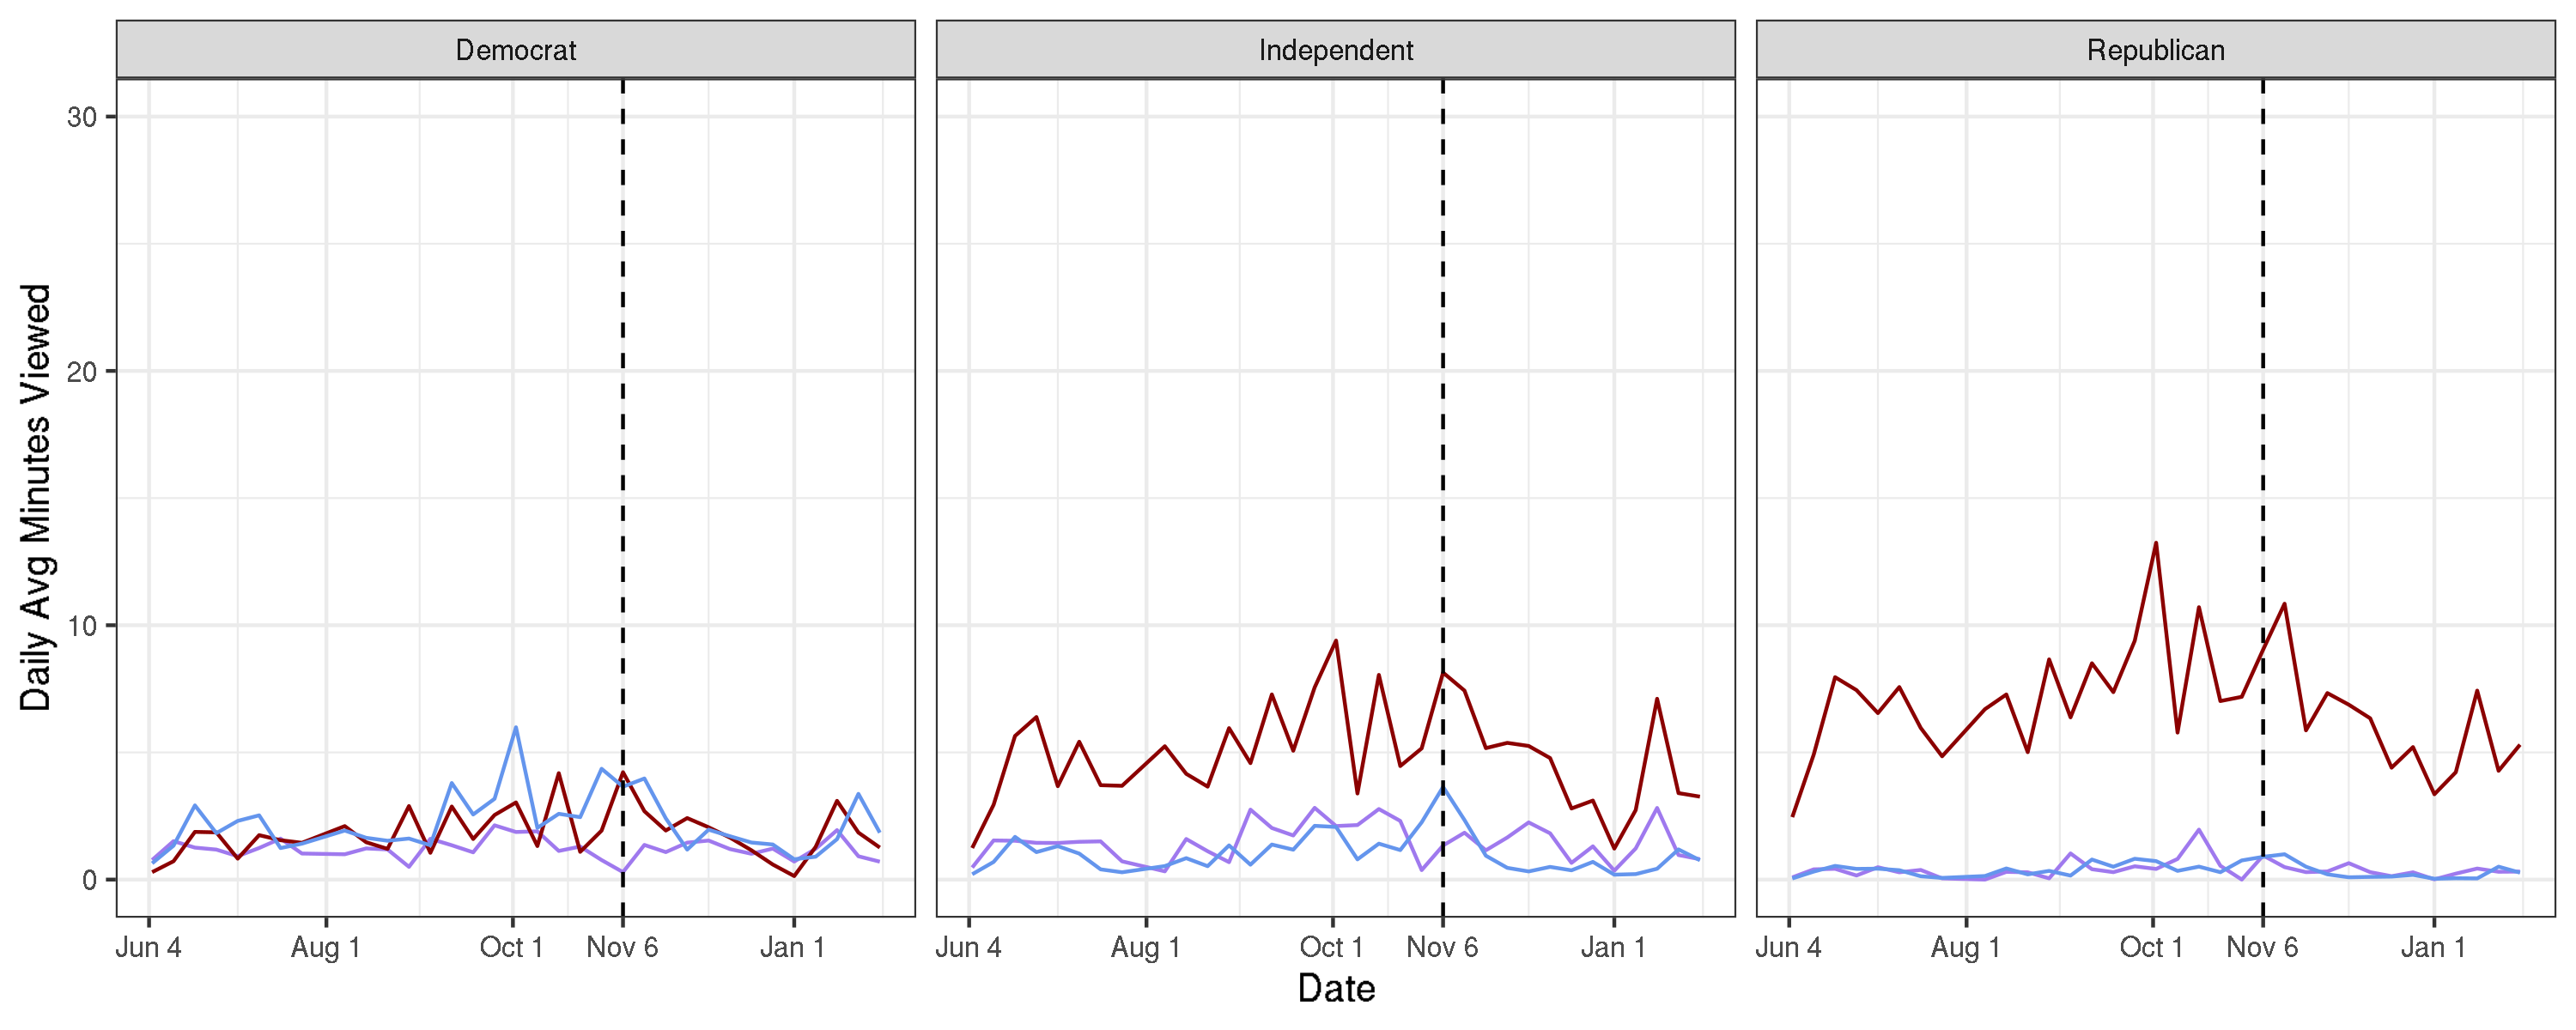 Democrat Independent Republican
30
20
10
0
Daily Avg Minutes Viewed
Jun 4 Aug 1 Oct 1 Nov 6 Jan 1 Jun 4 Aug 1 Oct 1 Nov 6 Jan 1 Jun 4 Aug 1 Oct 1 Nov 6 Jan 1
Date